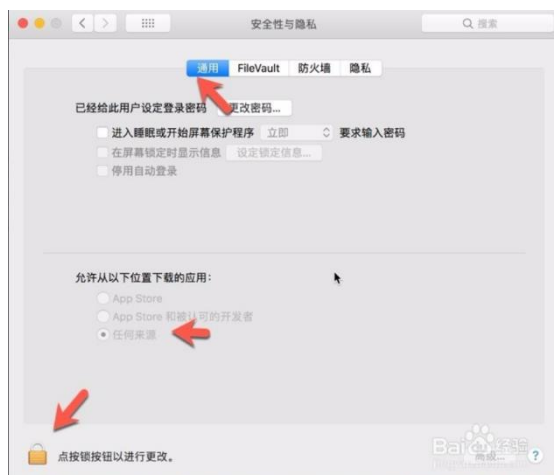 安全性与隐私
搜索
通用 FileVault 防火墙 隐私
已经给此用户设定登录密码 更改密码...
进入睡眠或开始屏幕保护程序 立即 要求输入密码
在屏幕锁定时显示信息 设定锁定信息...
停用自动登录
允许从以下位置下载的应用:
App Store
App Store 和被认可的开发者
任何来源
点按锁按钮以进行更改。
Bai 经验
高级... ?